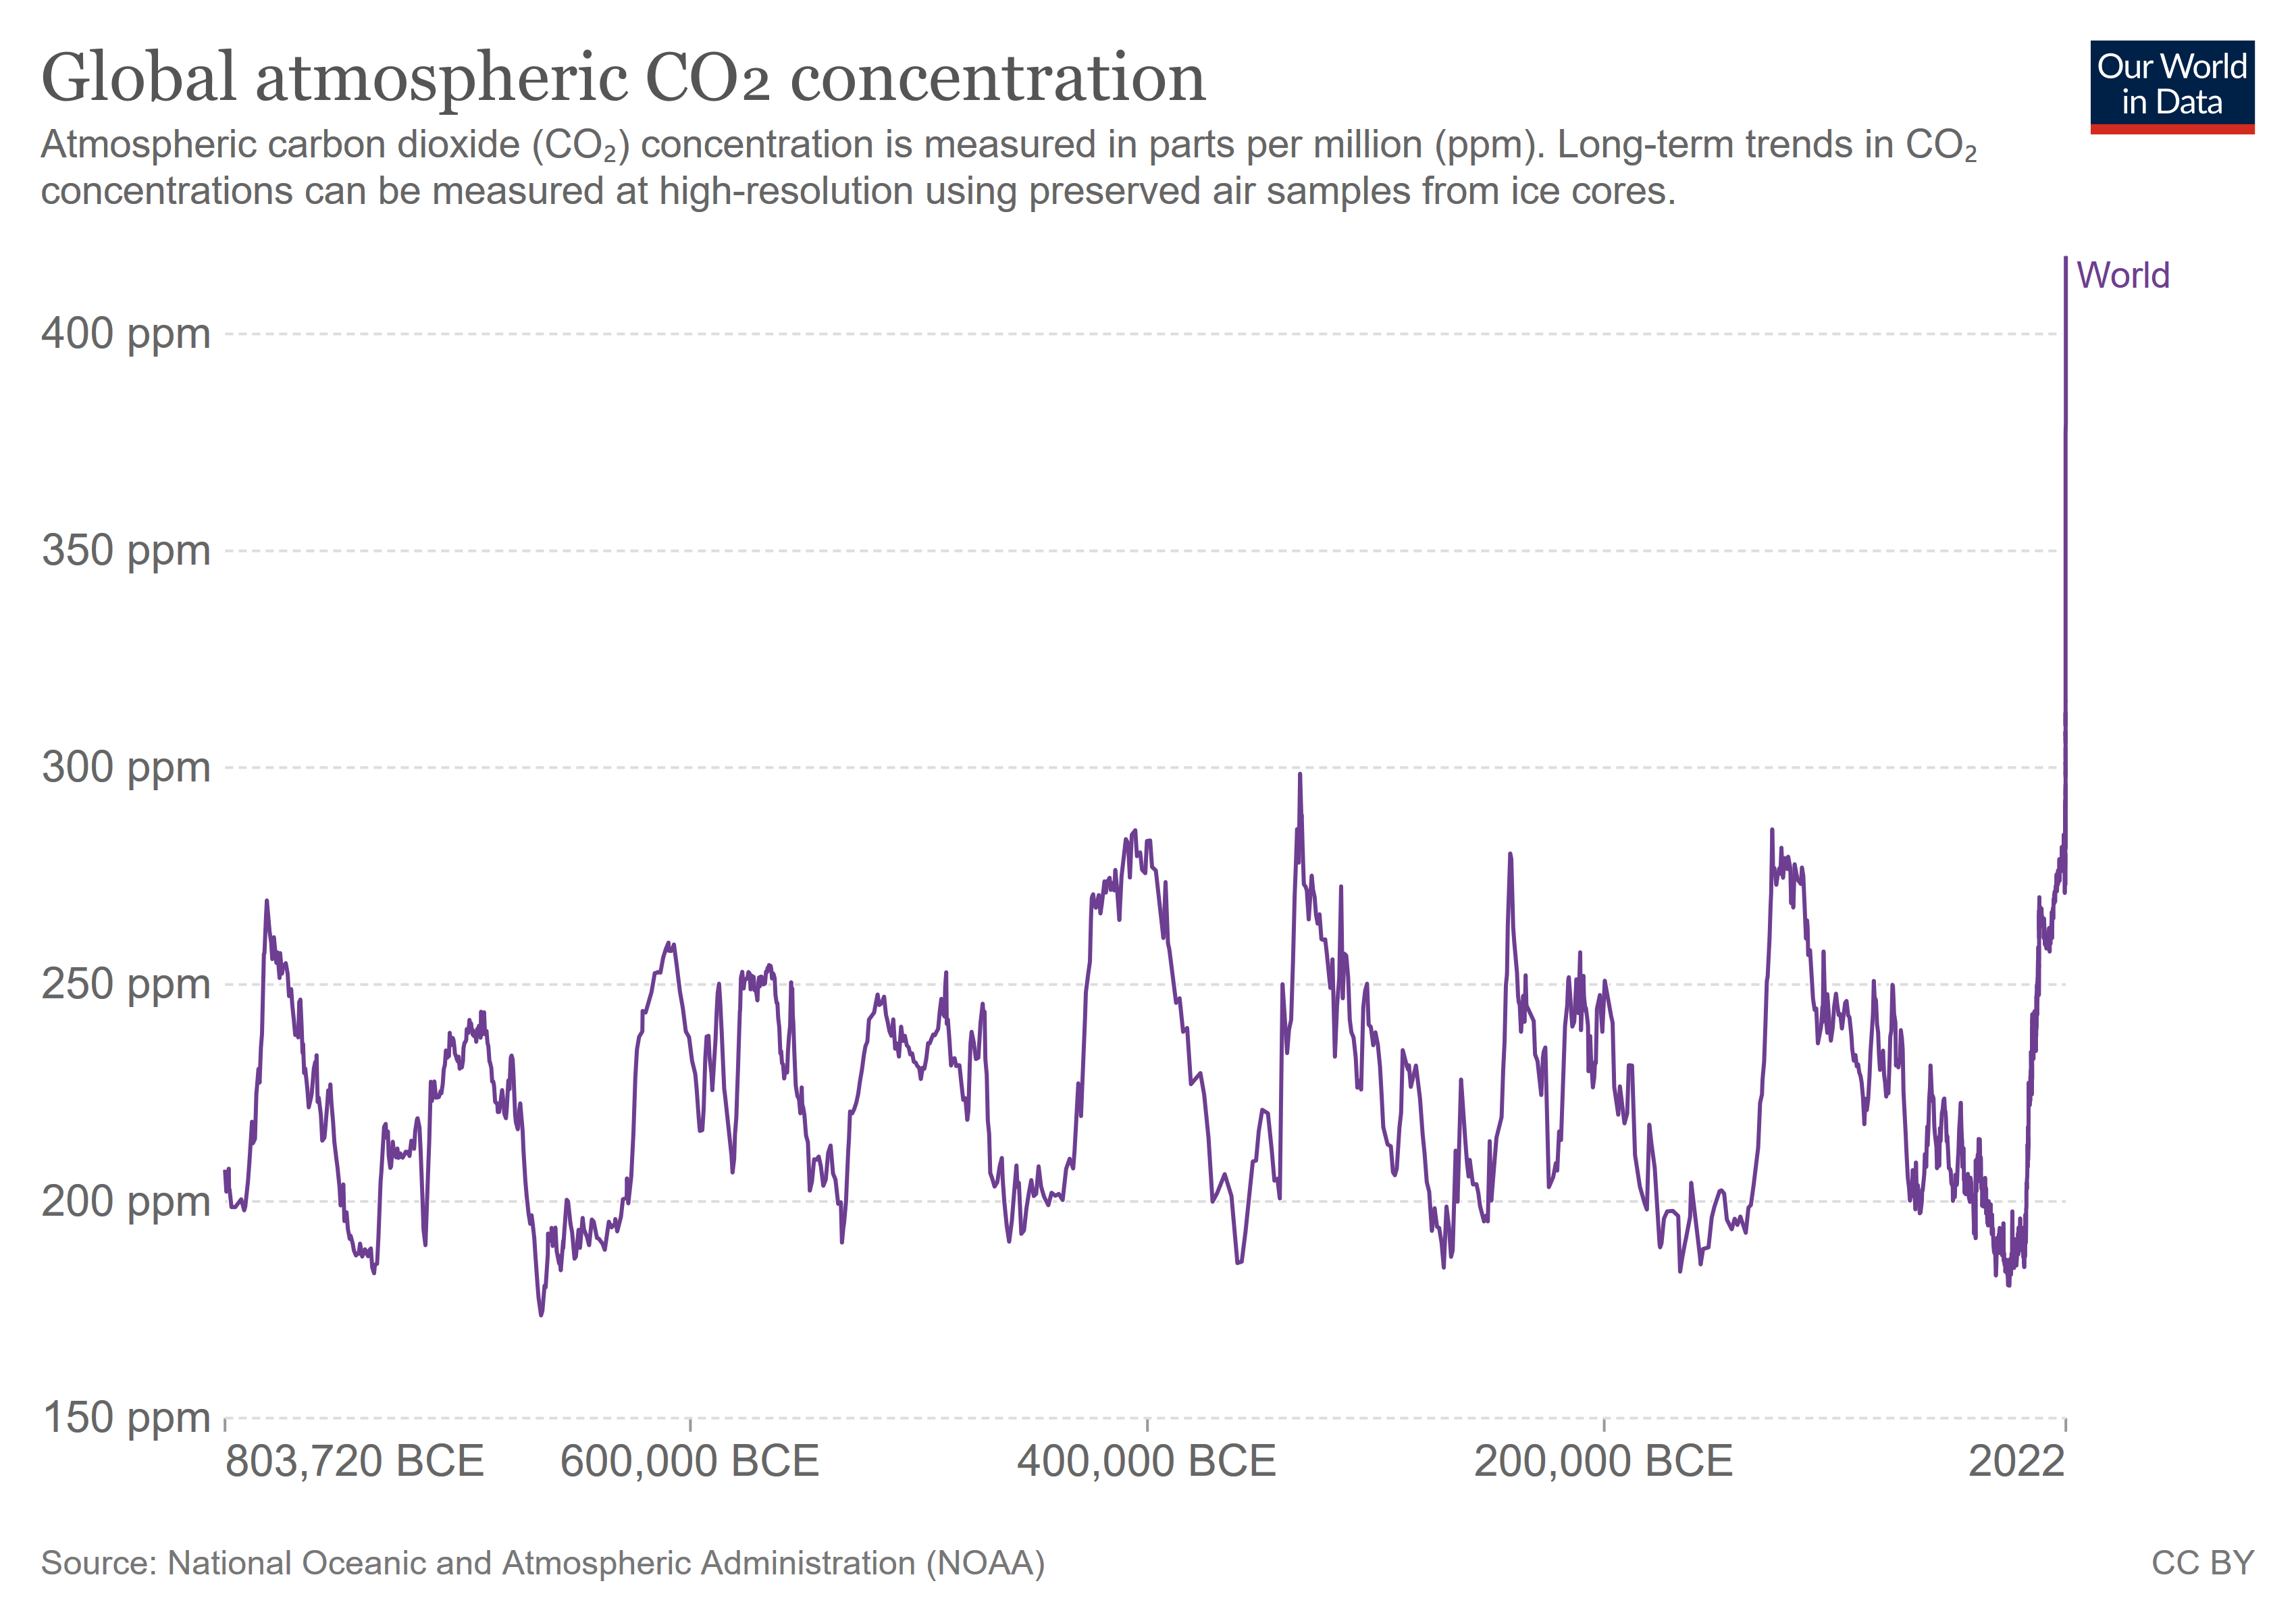 Global atmospheric CO2 concentration
Our World
in Data
Atmospheric carbon dioxide (CO₂) concentration is measured in parts per million (ppm). Long-term trends in CO₂
concentrations can be measured at high-resolution using preserved air samples from ice cores.
World
400 ppm
350 ppm
300 ppm
250 ppm
200 ppm
150 ppm
803,720 BCE 600,000 BCE 400,000 BCE 200,000 BCE 2022
Source: National Oceanic and Atmospheric Administration (NOAA) CC BY